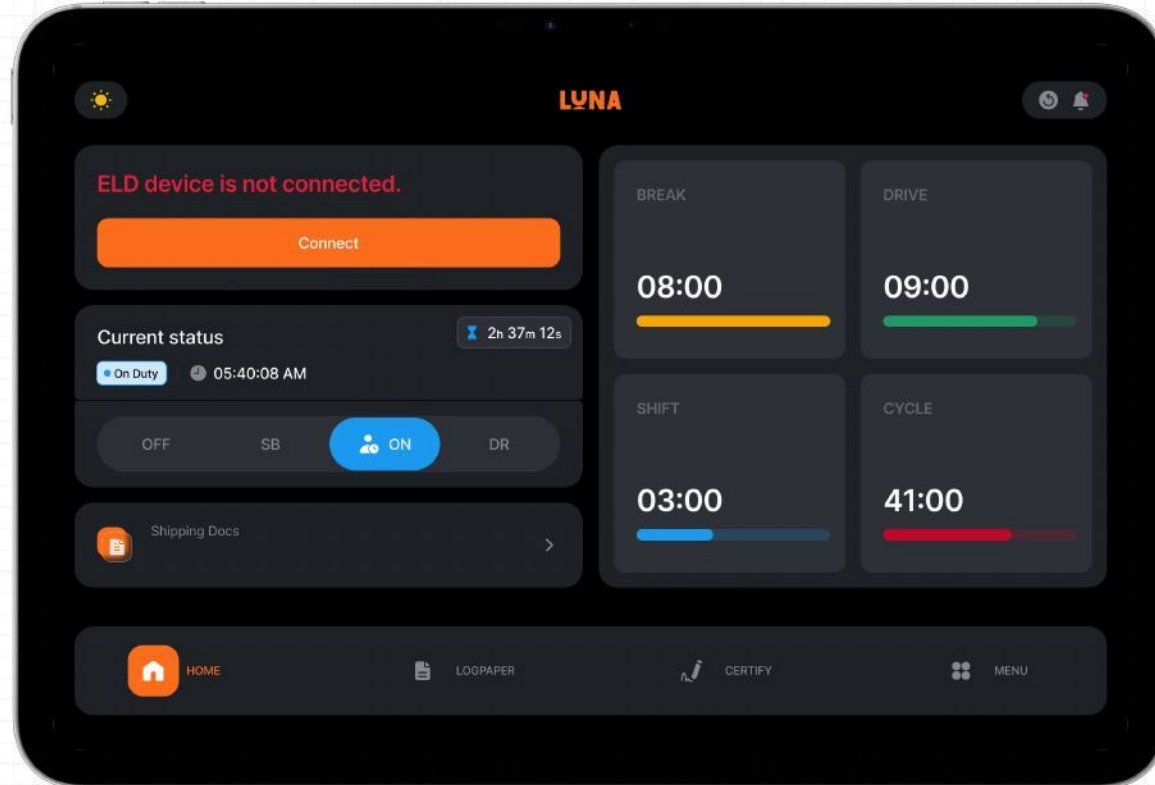 LUNA
ELD device is not connected.
Connect
Current status
2h 37m 12s
On Duty
05:40:08 AM
OFF
SB
ON
DR
Shipping Docs
BREAK
08:00
DRIVE
09:00
SHIFT
03:00
CYCLE
41:00
HOME
LOGPAPER
CERTIFY
MENU